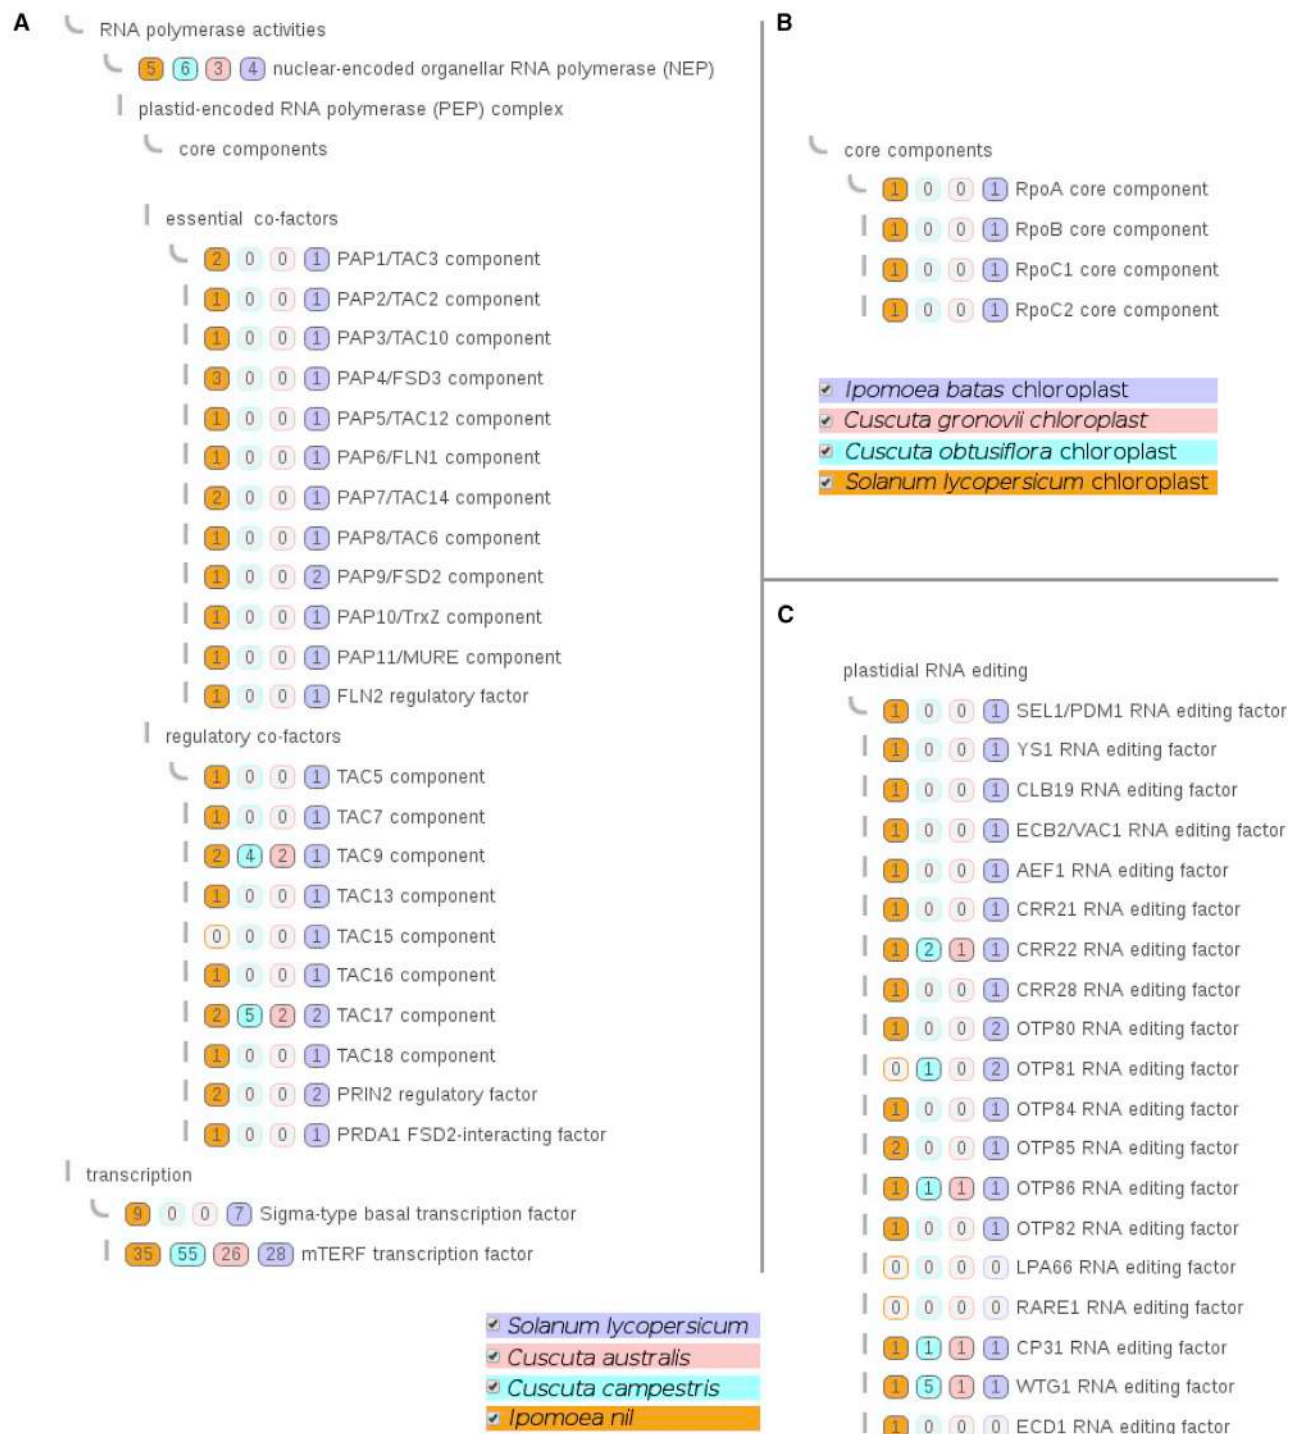 A
RNA polymerase activities
5 6 3 4 nuclear-encoded organellar RNA polymerase (NEP)
plastid-encoded RNA polymerase (PEP) complex
core components
essential co-factors
2 0 0 1 PAP1/TAC3 component
1 0 0 1 PAP2/TAC2 component
1 0 0 1 PAP3/TAC10 component
3 0 0 1 PAP4/FSD3 component
1 0 0 1 PAP5/TAC12 component
1 0 0 1 PAP6/FLN1 component
2 0 0 1 PAP7/TAC14 component
1 0 0 1 PAP8/TAC6 component
1 0 0 2 PAP9/FSD2 component
1 0 0 1 PAP10/TrxZ component
1 0 0 1 PAP11/MURE component
1 0 0 1 FLN2 regulatory factor
regulatory co-factors
1 0 0 1 TAC5 component
1 0 0 1 TAC7 component
2 4 2 1 TAC9 component
1 0 0 1 TAC13 component
0 0 0 1 TAC15 component
1 0 0 1 TAC16 component
2 5 2 2 TAC17 component
1 0 0 1 TAC18 component
2 0 0 2 PRIN2 regulatory factor
1 0 0 1 PRDA1 FSD2-interacting factor
transcription
9 0 0 7 Sigma-type basal transcription factor
35 55 26 28 mTERF transcription factor
Solanum lycopersicum
Cuscuta australis
Cuscuta campestris
Ipomoea nil
B
core components
1 0 0 1 RpoA core component
1 0 0 1 RpoB core component
1 0 0 1 RpoC1 core component
1 0 0 1 RpoC2 core component
Ipomoea batas chloroplast
Cuscuta gronovii chloroplast
Cuscuta obtusiflora chloroplast
Solanum lycopersicum chloroplast
C
plastidial RNA editing
1 0 0 1 SEL1/PDM1 RNA editing factor
1 0 0 1 YS1 RNA editing factor
1 0 0 1 CLB19 RNA editing factor
1 0 0 1 ECB2/VAC1 RNA editing factor
1 0 0 1 AEF1 RNA editing factor
1 0 0 1 CRR21 RNA editing factor
1 2 1 1 CRR22 RNA editing factor
1 0 0 1 CRR28 RNA editing factor
1 0 0 2 OTP80 RNA editing factor
0 1 0 2 OTP81 RNA editing factor
1 0 0 1 OTP84 RNA editing factor
2 0 0 1 OTP85 RNA editing factor
1 1 1 1 OTP86 RNA editing factor
1 0 0 1 OTP82 RNA editing factor
0 0 0 0 LPA66 RNA editing factor
0 0 0 0 RARE1 RNA editing factor
1 1 1 1 CP31 RNA editing factor
1 5 1 1 WTG1 RNA editing factor
1 0 0 0 ECD1 RNA editing factor